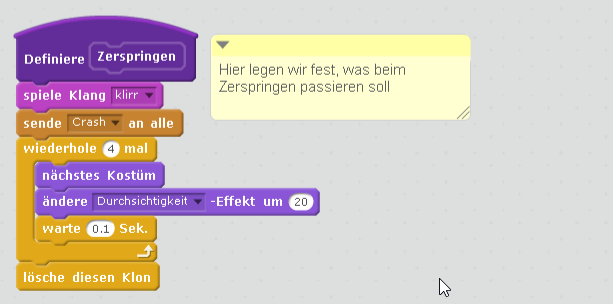 Definiere Zerspringen
spiele Klang klirr
sende Crash an alle
wiederhole 4 mal
nächstes Kostüm
ändere Durchsichtigkeit -Effekt um 20
warte 0.1 Sek.
lösche diesen Klon
Hier legen wir fest, was beim
Zerspringen passieren soll